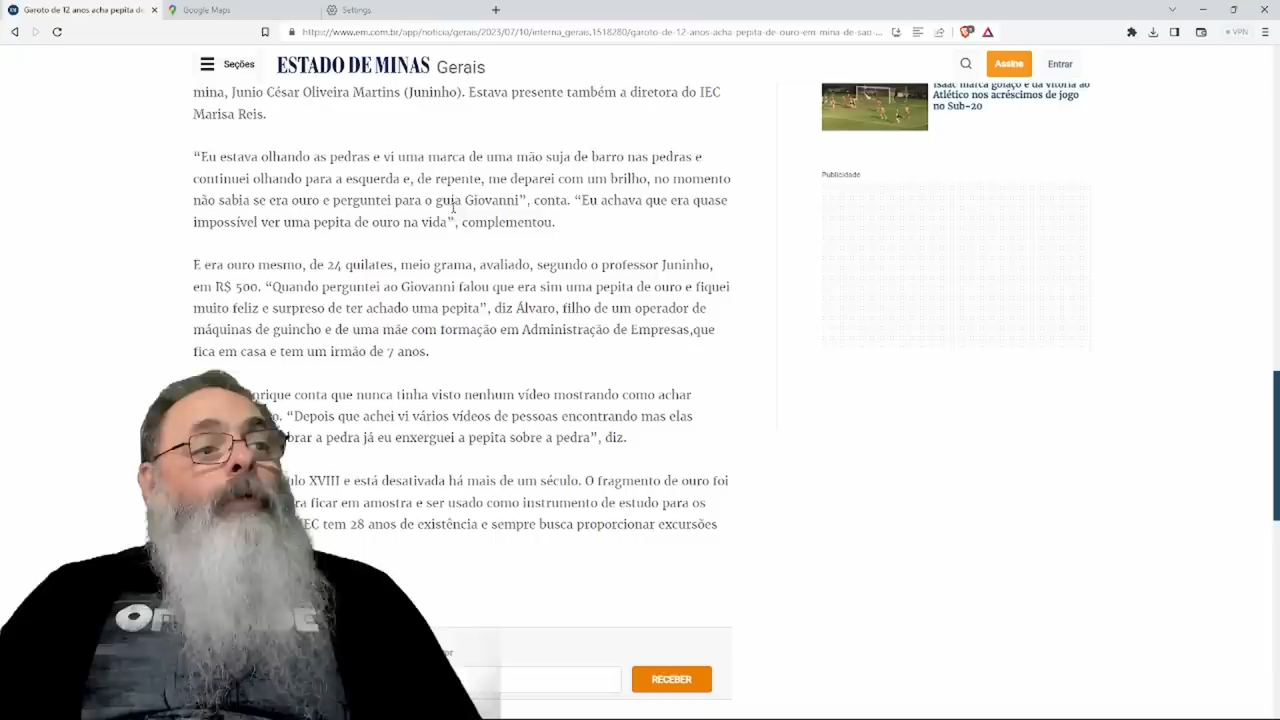 Garoto de 12 anos acha pepita de
Google Maps
Settings
https://www.em.com.br/app/noticia/gerais/2023/07/10/interna_gerais,1518280/garoto-de-12-anos-acha-pepita-de-ouro-em-mina-de-sao-...
VPN
Seções
ESTADO DE MINAS Gerais
Assine
Entrar
mina, Junio César Oliveira Martins (Juninho). Estava presente também a diretora do IEC
Marisa Reis.
“Eu estava olhando as pedras e vi uma marca de uma mão suja de barro nas pedras e
continuei olhando para a esquerda e, de repente, me deparei com um brilho, no momento
não sabia se era ouro e perguntei para o guia Giovanni”, conta. “Eu achava que era quase
impossível ver uma pepita de ouro na vida”, complementou.
E era ouro mesmo, de 24 quilates, meio grama, avaliado, segundo o professor Juninho,
em R$ 500. “Quando perguntei ao Giovanni falou que era sim uma pepita de ouro e fiquei
muito feliz e surpreso de ter achado uma pepita”, diz Álvaro, filho de um operador de
máquinas de guincho e de uma mãe com formação em Administração de Empresas,que
fica em casa e tem um irmão de 7 anos.
nrique conta que nunca tinha visto nenhum vídeo mostrando como achar
o. “Depois que achei vi vários vídeos de pessoas encontrando mas elas
brar a pedra já eu enxerguei a pepita sobre a pedra”, diz.
ulo XVIII e está desativada há mais de um século. O fragmento de ouro foi
ra ficar em amostra e ser usado como instrumento de estudo para os
IEC tem 28 anos de existência e sempre busca proporcionar excursões
or
RECEBER
Isaac marca golaço e dá vitória ao
Atlético nos acréscimos de jogo
no Sub-20
Publicidade